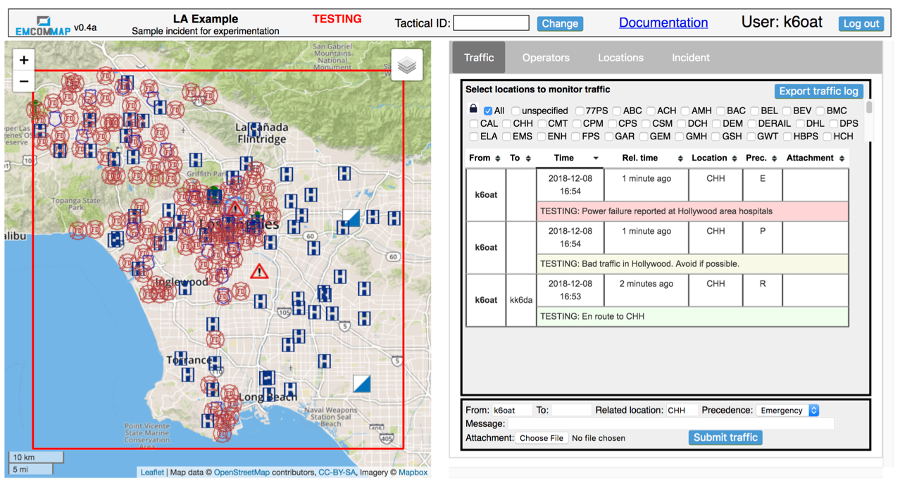 EMCOMMAP v0.4a
LA Example
Sample incident for experimentation
TESTING
Tactical ID:
Change
Documentation
User: k6oat
Log out
+
−
San Gabriel
Mountains
National
Monument
La Cañada
Flintridge
Griffith Park
Topanga State
Park
alibu
Los Angeles
Inglewood
Torrance
Long Beach
Point Vicente
State Marine
Conservation
Area
Naval Weapons
Station Seal
Beach
60
60
105
5
5
405
10 km
5 mi
Leaflet | Map data © OpenStreetMap contributors, CC-BY-SA, Imagery © Mapbox
Traffic Operators Locations Incident
Select locations to monitor traffic
Export traffic log
All unspecified 77PS ABC ACH AMH BAC BEL BEV BMC
CAL CHH CMT CPM CPS CSM DCH DEM DERAIL DHL DPS
ELA EMS ENH FPS GAR GEM GMH GSH GWT HBPS HCH
From To Time Rel. time Location Prec. Attachment
k6oat 2018-12-08 16:54 1 minute ago CHH E
TESTING: Power failure reported at Hollywood area hospitals
k6oat 2018-12-08 16:54 1 minute ago CHH P
TESTING: Bad traffic in Hollywood. Avoid if possible.
k6oat kk6da 2018-12-08 16:53 2 minutes ago CHH R
TESTING: En route to CHH
From: k6oat To: Related location: CHH Precedence: Emergency
Message:
Attachment: Choose File No file chosen
Submit traffic